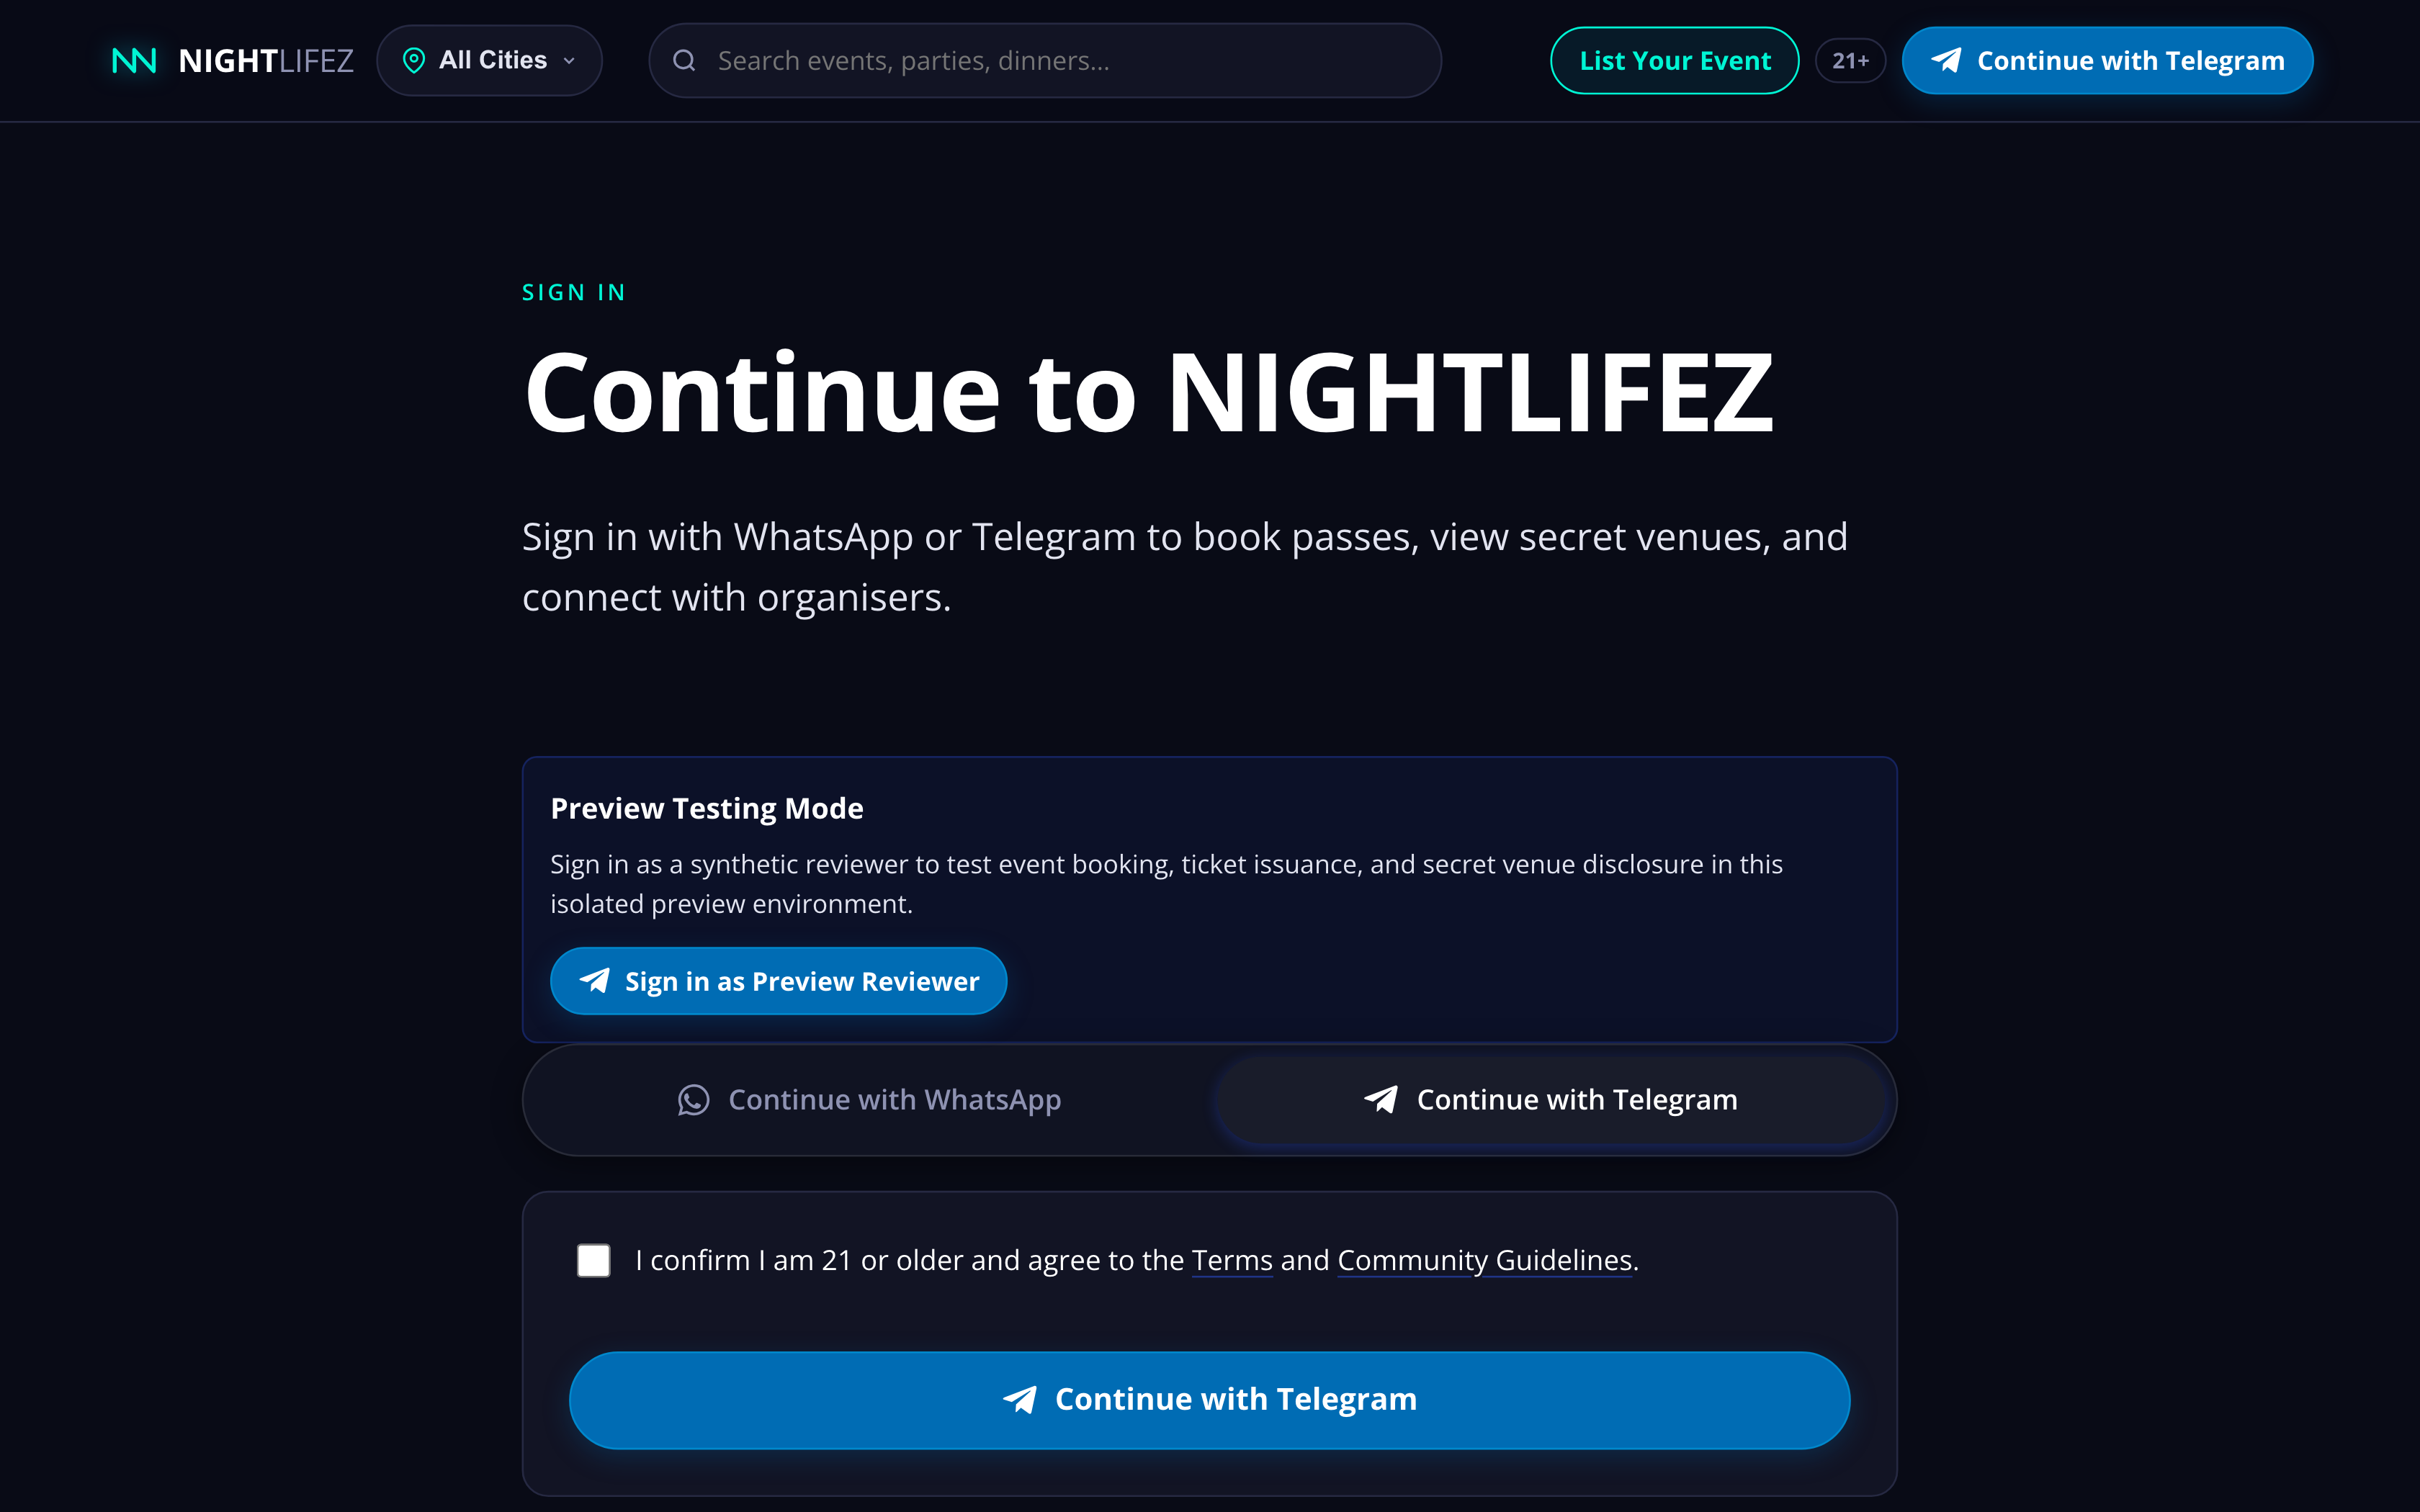 NIGHTLIFEZ
All Cities
Search events, parties, dinners...
List Your Event
21+
Continue with Telegram
SIGN IN
Continue to NIGHTLIFEZ
Sign in with WhatsApp or Telegram to book passes, view secret venues, and
connect with organisers.
Preview Testing Mode
Sign in as a synthetic reviewer to test event booking, ticket issuance, and secret venue disclosure in this
isolated preview environment.
Sign in as Preview Reviewer
Continue with WhatsApp
Continue with Telegram
I confirm I am 21 or older and agree to the Terms and Community Guidelines.
Continue with Telegram